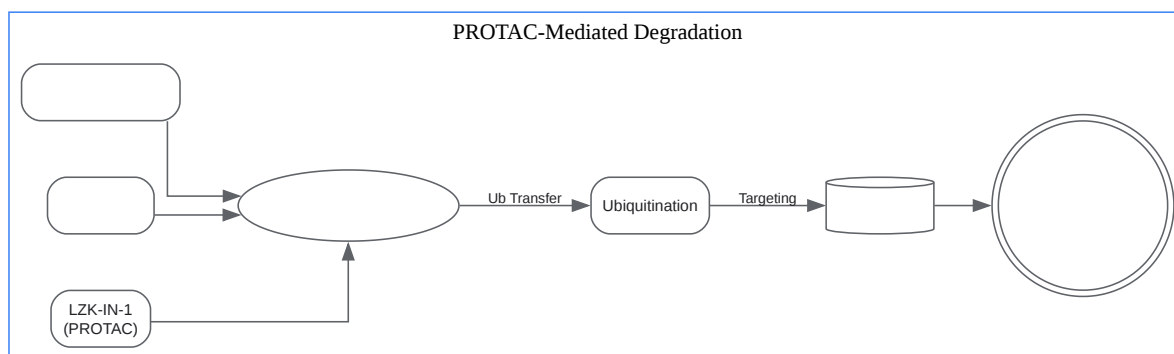 PROTAC-Mediated Degradation
Ub Transfer
Ubiquitination
Targeting
LZK-IN-1
(PROTAC)